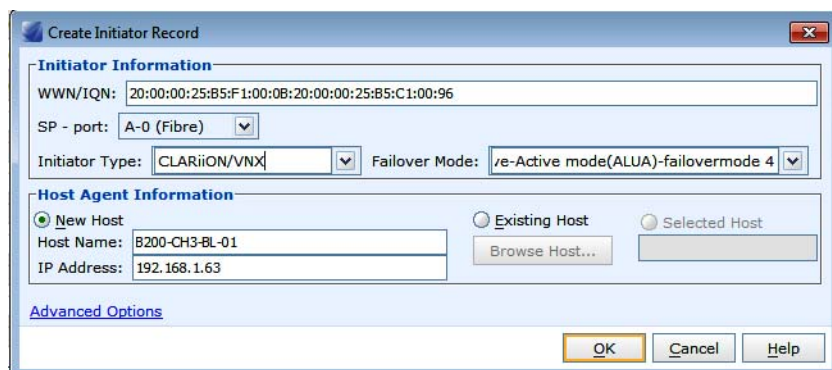 Create Initiator Record
Initiator Information
WWN/IQN: 20:00:00:25:B5:F1:00:0B:20:00:00:25:B5:C1:00:96
SP - port: A-0 (Fibre)
Initiator Type: CLARiiON/VNX Failover Mode: ve-Active mode(ALUA)-failovermode 4
Host Agent Information
New Host Existing Host Selected Host
Host Name: B200-CH3-BL-01 Browse Host...
IP Address: 192.168.1.63
Advanced Options
OK Cancel Help